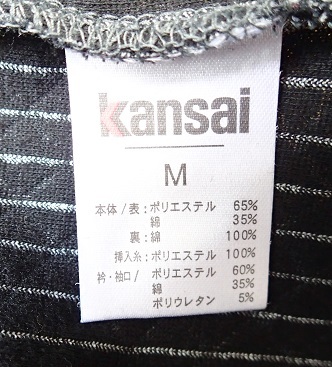 kansai
M
本体/表:ポリエステル 65%
綿 35%
裏:綿 100%
挿入糸:ポリエステル 100%
衿・袖口/ ポリエステル 60%
綿 35%
ポリウレタン 5%